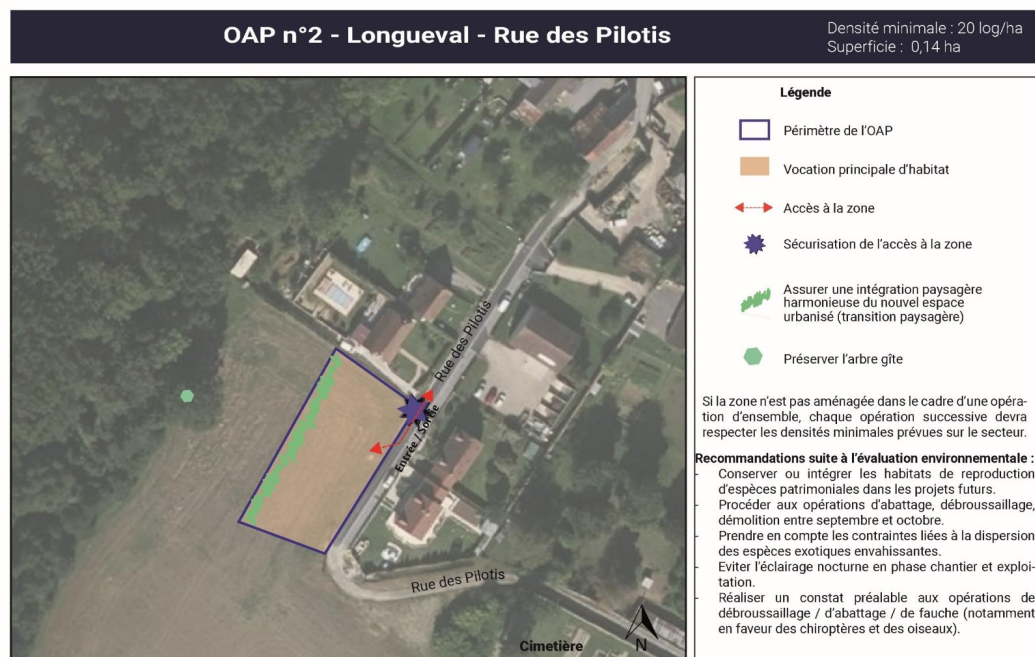 OAP n°2 - Longueval - Rue des Pilotis
Densité minimale : 20 log/ha
Superficie : 0,14 ha
Rue des Pilotis
Entrée / Sortie
Rue des Pilotis
Cimetière
N
Légende
Périmètre de l'OAP
Vocation principale d'habitat
Accès à la zone
Sécurisation de l'accès à la zone
Assurer une intégration paysagère
harmonieuse du nouvel espace
urbanisé (transition paysagère)
Préserver l'arbre gîte
Si la zone n'est pas aménagée dans le cadre d'une opéra-
tion d'ensemble, chaque opération successive devra
respecter les densités minimales prévues sur le secteur.
Recommandations suite à l'évaluation environnementale :
- Conserver ou intégrer les habitats de reproduction
d'espèces patrimoniales dans les projets futurs.
- Procéder aux opérations d'abattage, débroussaillage,
démolition entre septembre et octobre.
- Prendre en compte les contraintes liées à la dispersion
des espèces exotiques envahissantes.
- Eviter l'éclairage nocturne en phase chantier et exploi-
tation.
- Réaliser un constat préalable aux opérations de
débroussaillage / d'abattage / de fauche (notamment
en faveur des chiroptères et des oiseaux).